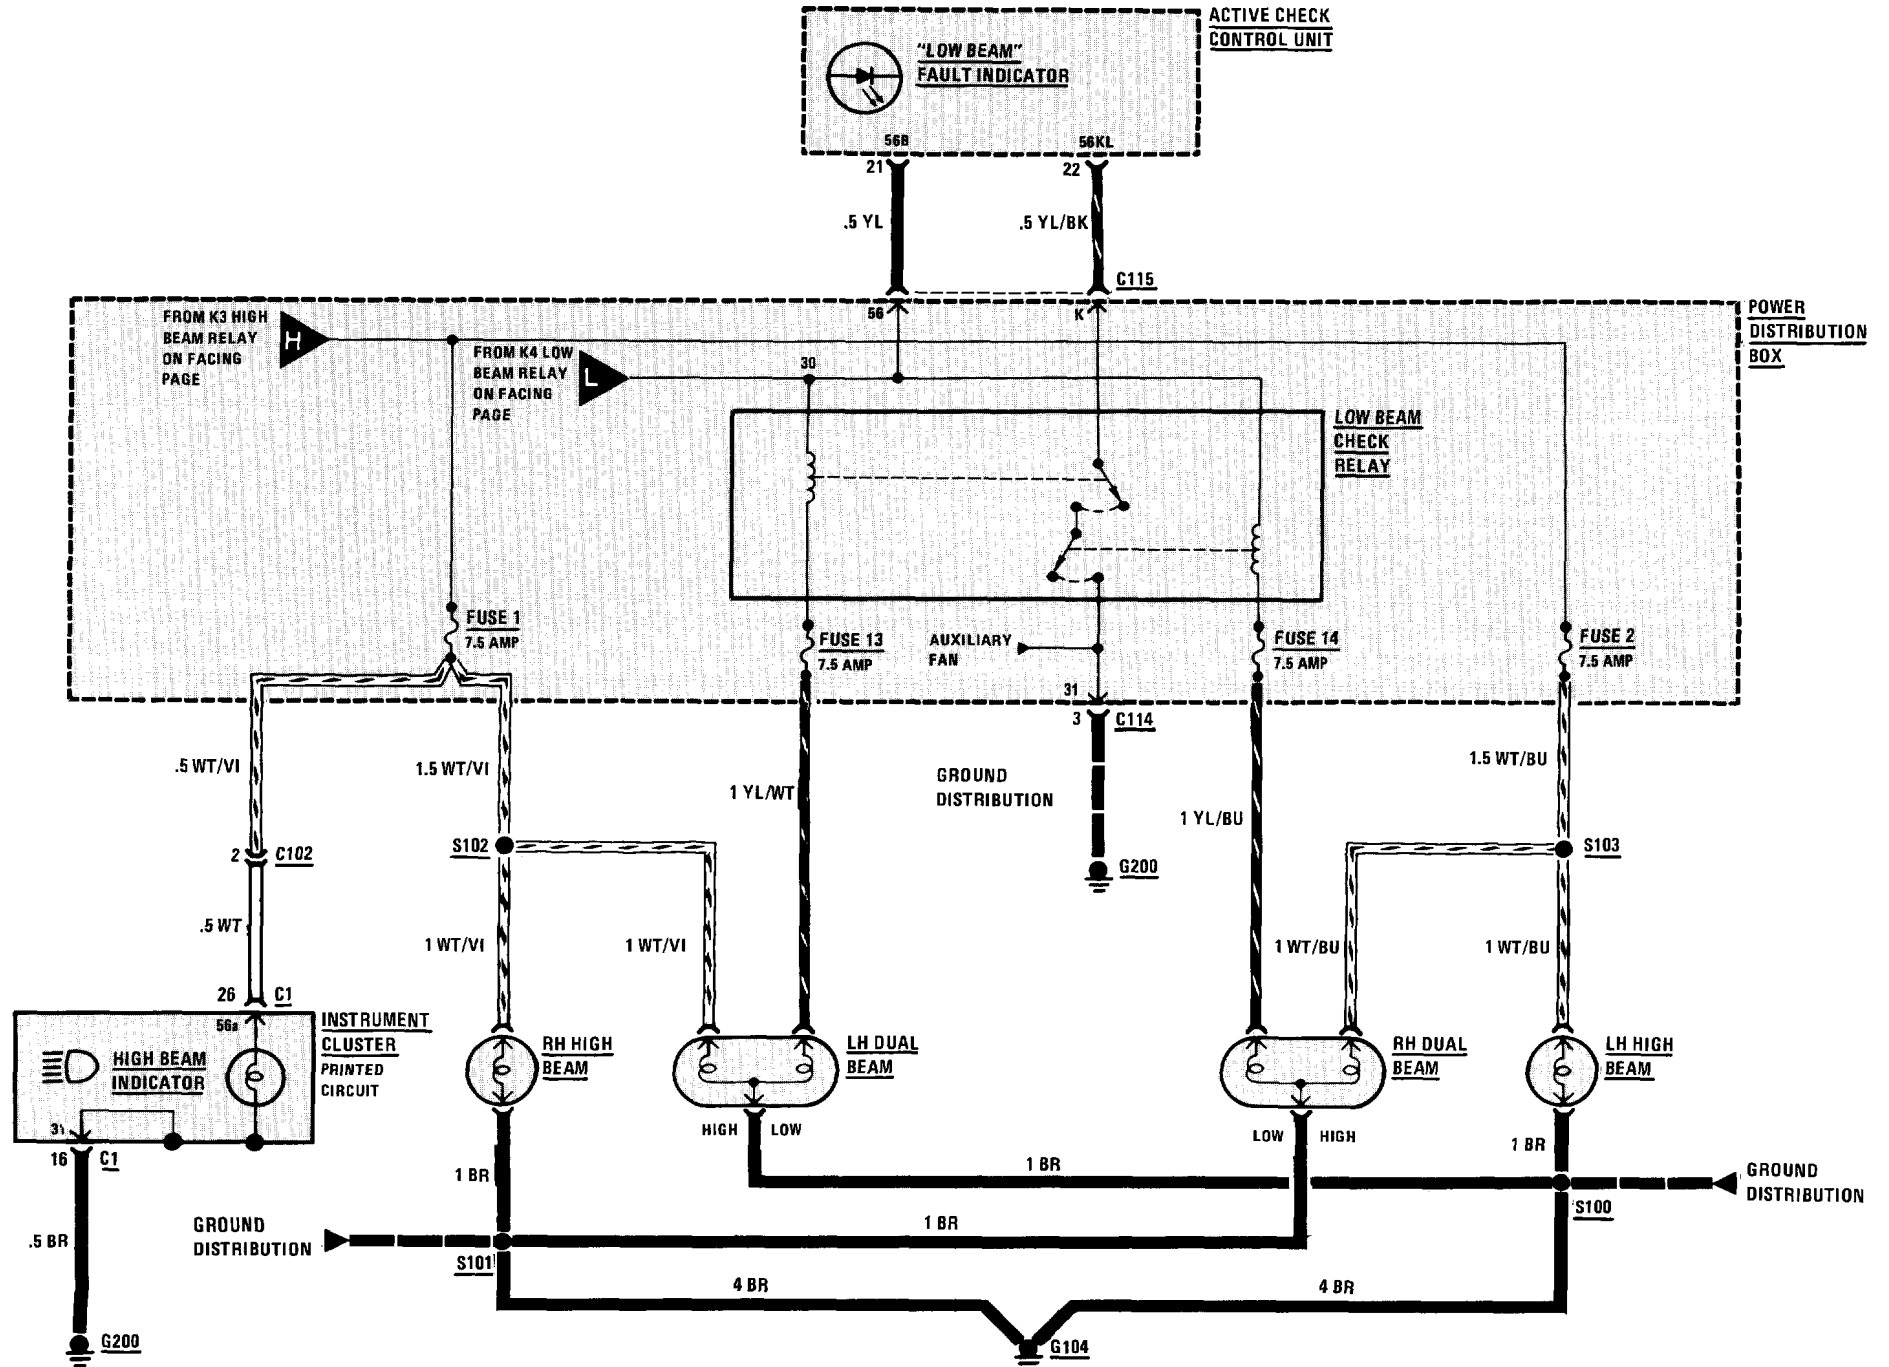 ACTIVE CHECK
CONTROL UNIT
"LOW BEAM"
FAULT INDICATOR
56B
56KL
21
22
.5 YL
.5 YL/BK
C115
POWER
DISTRIBUTION
BOX
FROM K3 HIGH
BEAM RELAY
ON FACING
PAGE
H
56
K
FROM K4 LOW
BEAM RELAY
ON FACING
PAGE
L
30
LOW BEAM
CHECK
RELAY
FUSE 1
7.5 AMP
FUSE 13
7.5 AMP
AUXILIARY
FAN
FUSE 14
7.5 AMP
FUSE 2
7.5 AMP
31
3
C114
.5 WT/VI
1.5 WT/VI
1 YL/WT
GROUND
DISTRIBUTION
1 YL/BU
1.5 WT/BU
2
C102
S102
G200
S103
.5 WT
1 WT/VI
1 WT/VI
1 WT/BU
1 WT/BU
26
C1
56a
INSTRUMENT
CLUSTER
PRINTED
CIRCUIT
HIGH BEAM
INDICATOR
RH HIGH
BEAM
LH DUAL
BEAM
RH DUAL
BEAM
LH HIGH
BEAM
31
16
C1
HIGH
LOW
LOW
HIGH
1 BR
1 BR
1 BR
GROUND
DISTRIBUTION
S100
GROUND
DISTRIBUTION
1 BR
S101
.5 BR
4 BR
4 BR
G200
G104